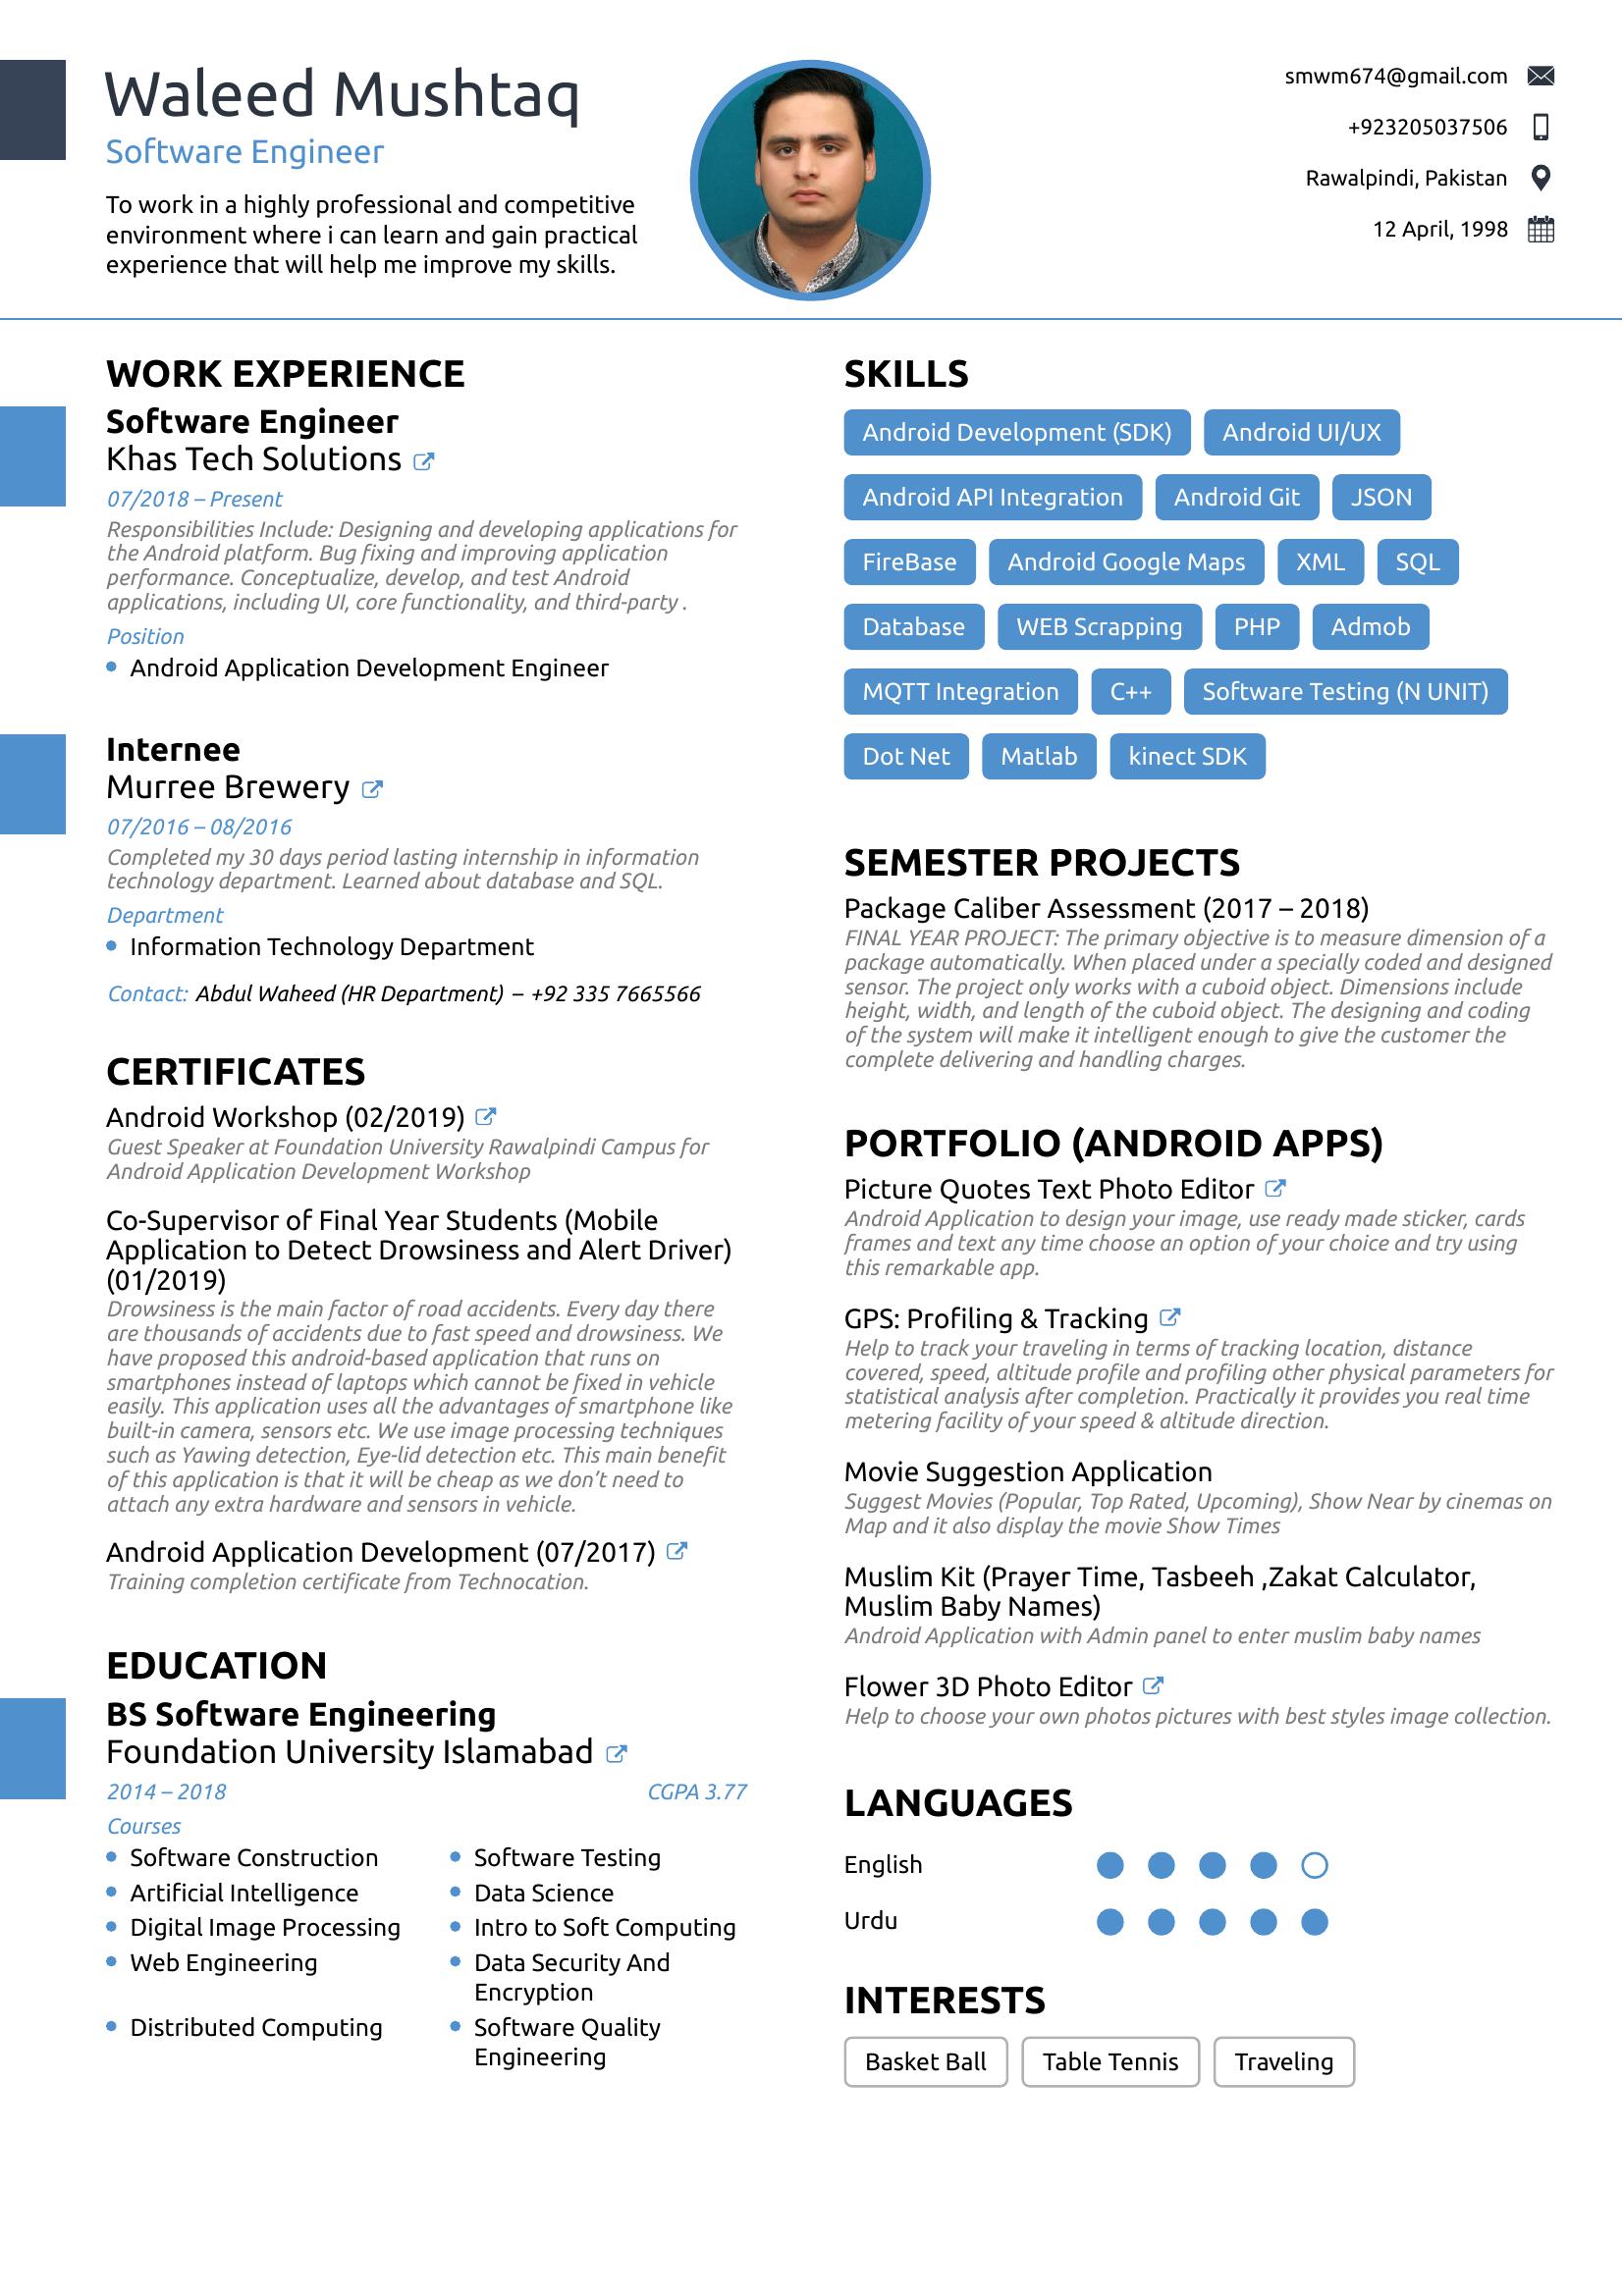 Waleed Mushtaq
Software Engineer
To work in a highly professional and competitive
environment where i can learn and gain practical
experience that will help me improve my skills.
smwm674@gmail.com
+923205037506
Rawalpindi, Pakistan
12 April, 1998
WORK EXPERIENCE
Software Engineer
Khas Tech Solutions
07/2018 – Present
Responsibilities Include: Designing and developing applications for
the Android platform. Bug fixing and improving application
performance. Conceptualize, develop, and test Android
applications, including UI, core functionality, and third-party .
Position
Android Application Development Engineer
Internee
Murree Brewery
07/2016 – 08/2016
Completed my 30 days period lasting internship in information
technology department. Learned about database and SQL.
Department
Information Technology Department
Contact: Abdul Waheed (HR Department) – +92 335 7665566
CERTIFICATES
Android Workshop (02/2019)
Guest Speaker at Foundation University Rawalpindi Campus for
Android Application Development Workshop
Co-Supervisor of Final Year Students (Mobile
Application to Detect Drowsiness and Alert Driver)
(01/2019)
Drowsiness is the main factor of road accidents. Every day there
are thousands of accidents due to fast speed and drowsiness. We
have proposed this android-based application that runs on
smartphones instead of laptops which cannot be fixed in vehicle
easily. This application uses all the advantages of smartphone like
built-in camera, sensors etc. We use image processing techniques
such as Yawing detection, Eye-lid detection etc. This main benefit
of this application is that it will be cheap as we don’t need to
attach any extra hardware and sensors in vehicle.
Android Application Development (07/2017)
Training completion certificate from Technocation.
EDUCATION
BS Software Engineering
Foundation University Islamabad
2014 – 2018 CGPA 3.77
Courses
Software Construction Software Testing
Artificial Intelligence Data Science
Digital Image Processing Intro to Soft Computing
Web Engineering Data Security And
Encryption
Distributed Computing Software Quality
Engineering
SKILLS
Android Development (SDK) Android UI/UX
Android API Integration Android Git JSON
FireBase Android Google Maps XML SQL
Database WEB Scrapping PHP Admob
MQTT Integration C++ Software Testing (N UNIT)
Dot Net Matlab kinect SDK
SEMESTER PROJECTS
Package Caliber Assessment (2017 – 2018)
FINAL YEAR PROJECT: The primary objective is to measure dimension of a
package automatically. When placed under a specially coded and designed
sensor. The project only works with a cuboid object. Dimensions include
height, width, and length of the cuboid object. The designing and coding
of the system will make it intelligent enough to give the customer the
complete delivering and handling charges.
PORTFOLIO (ANDROID APPS)
Picture Quotes Text Photo Editor
Android Application to design your image, use ready made sticker, cards
frames and text any time choose an option of your choice and try using
this remarkable app.
GPS: Profiling & Tracking
Help to track your traveling in terms of tracking location, distance
covered, speed, altitude profile and profiling other physical parameters for
statistical analysis after completion. Practically it provides you real time
metering facility of your speed & altitude direction.
Movie Suggestion Application
Suggest Movies (Popular, Top Rated, Upcoming), Show Near by cinemas on
Map and it also display the movie Show Times
Muslim Kit (Prayer Time, Tasbeeh ,Zakat Calculator,
Muslim Baby Names)
Android Application with Admin panel to enter muslim baby names
Flower 3D Photo Editor
Help to choose your own photos pictures with best styles image collection.
LANGUAGES
English
Urdu
INTERESTS
Basket Ball Table Tennis Traveling